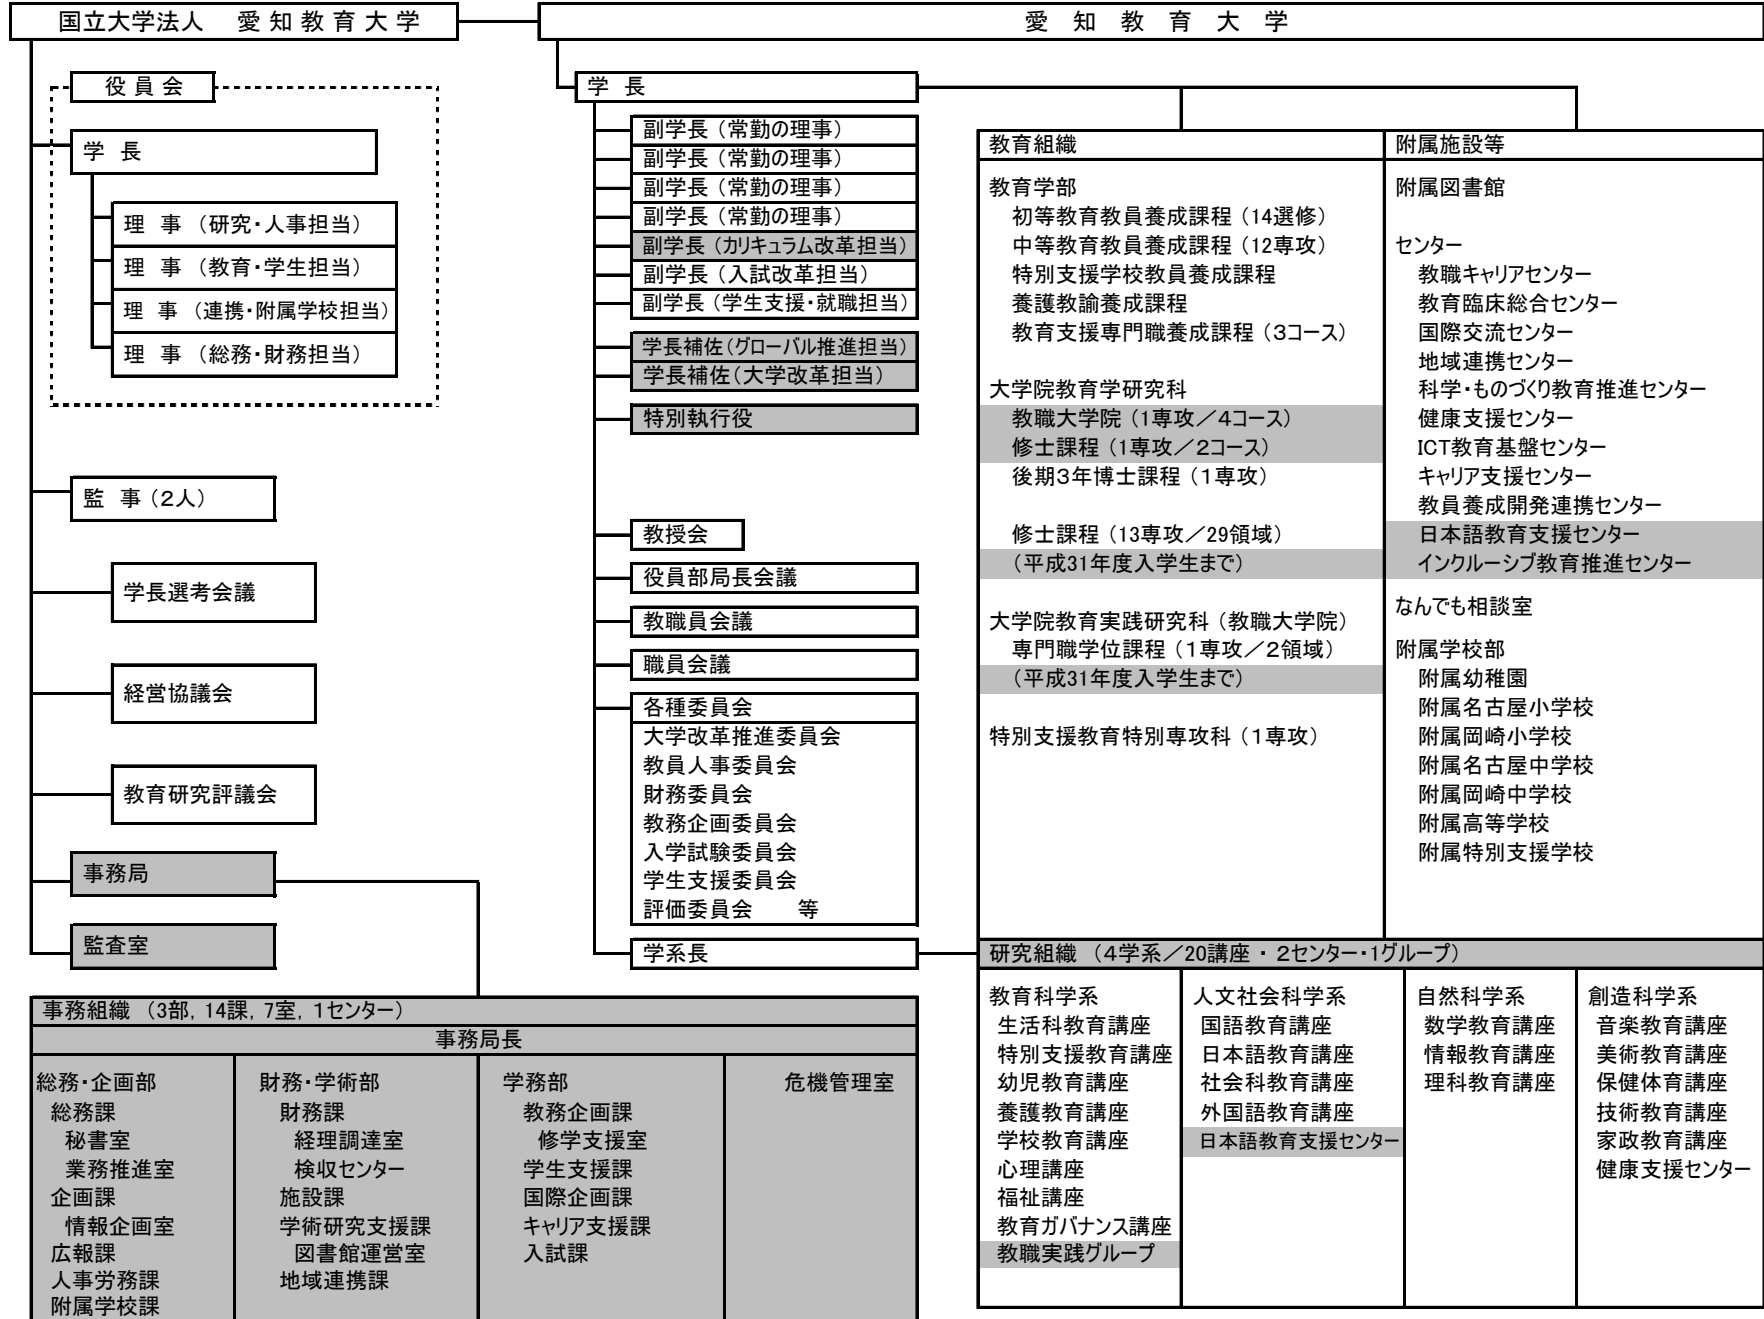 国立大学法人　愛知教育大学
愛　知　教　育　大　学
役員会
学　長
理　事　（研究・人事担当）
理　事　（教育・学生担当）
理　事　（連携・附属学校担当）
理　事　（総務・財務担当）
監　事（２人）
学長選考会議
経営協議会
教育研究評議会
事務局
監査室
学　長
副学長（常勤の理事）
副学長（常勤の理事）
副学長（常勤の理事）
副学長（常勤の理事）
副学長（カリキュラム改革担当）
副学長（入試改革担当）
副学長（学生支援・就職担当）
学長補佐（グローバル推進担当）
学長補佐（大学改革担当）
特別執行役
教授会
役員部局長会議
教職員会議
職員会議
各種委員会
大学改革推進委員会
教員人事委員会
財務委員会
教務企画委員会
入学試験委員会
学生支援委員会
評価委員会　　等
学系長
教育組織
教育学部
初等教育教員養成課程（14選修）
中等教育教員養成課程（12専攻）
特別支援学校教員養成課程
養護教諭養成課程
教育支援専門職養成課程（３コース）
大学院教育学研究科
教職大学院（1専攻／4コース）
修士課程（1専攻／２コース）
後期３年博士課程（１専攻）
修士課程（13専攻／29領域）
（平成31年度入学生まで）
大学院教育実践研究科（教職大学院）
専門職学位課程（１専攻／２領域）
（平成31年度入学生まで）
特別支援教育特別専攻科（１専攻）
附属施設等
附属図書館
センター
教職キャリアセンター
教育臨床総合センター
国際交流センター
地域連携センター
科学・ものづくり教育推進センター
健康支援センター
ICT教育基盤センター
キャリア支援センター
教員養成開発連携センター
日本語教育支援センター
インクルーシブ教育推進センター
なんでも相談室
附属学校部
附属幼稚園
附属名古屋小学校
附属岡崎小学校
附属名古屋中学校
附属岡崎中学校
附属高等学校
附属特別支援学校
研究組織　（４学系／20講座 ・ ２センター・1グループ）
教育科学系
生活科教育講座
特別支援教育講座
幼児教育講座
養護教育講座
学校教育講座
心理講座
福祉講座
教育ガバナンス講座
教職実践グループ
人文社会科学系
国語教育講座
日本語教育講座
社会科教育講座
外国語教育講座
日本語教育支援センター
自然科学系
数学教育講座
情報教育講座
理科教育講座
創造科学系
音楽教育講座
美術教育講座
保健体育講座
技術教育講座
家政教育講座
健康支援センター
事務組織　（3部，14課，7室，１センター）
事務局長
総務・企画部
総務課
秘書室
業務推進室
企画課
情報企画室
広報課
人事労務課
附属学校課
財務・学術部
財務課
経理調達室
検収センター
施設課
学術研究支援課
図書館運営室
地域連携課
学務部
教務企画課
修学支援室
学生支援課
国際企画課
キャリア支援課
入試課
危機管理室